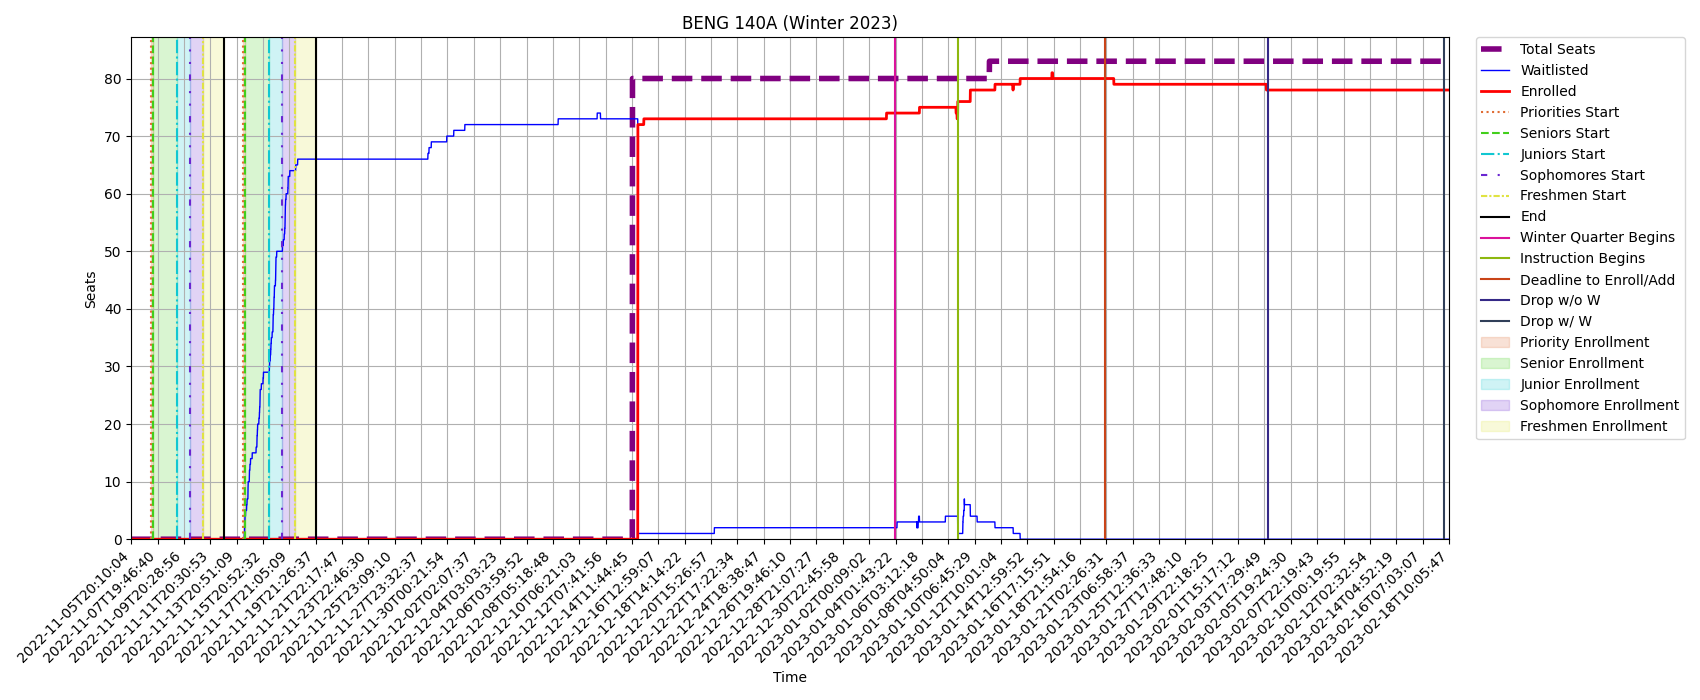 BENG 140A (Winter 2023)
Seats
80
70
60
50
40
30
20
10
0
2022-11-05T20:10:04
2022-11-07T19:46:40
2022-11-09T20:28:56
2022-11-11T20:30:53
2022-11-13T20:51:09
2022-11-15T20:52:32
2022-11-17T21:05:09
2022-11-19T21:26:37
2022-11-21T22:17:47
2022-11-23T22:46:30
2022-11-25T23:09:10
2022-11-27T23:32:37
2022-11-30T00:21:54
2022-12-02T02:07:37
2022-12-04T03:03:23
2022-12-06T03:59:52
2022-12-08T05:18:48
2022-12-10T06:21:03
2022-12-12T07:41:56
2022-12-14T11:44:45
2022-12-16T12:59:07
2022-12-18T14:14:22
2022-12-20T15:26:57
2022-12-22T17:22:34
2022-12-24T18:38:47
2022-12-26T19:46:10
2022-12-28T21:07:27
2022-12-30T22:45:58
2023-01-02T00:09:02
2023-01-04T01:43:22
2023-01-06T03:12:18
2023-01-08T04:50:04
2023-01-10T06:45:29
2023-01-12T10:01:04
2023-01-14T12:59:52
2023-01-16T17:15:51
2023-01-18T21:54:16
2023-01-21T02:26:31
2023-01-23T06:58:37
2023-01-25T12:36:33
2023-01-27T17:48:10
2023-01-29T22:18:25
2023-02-01T15:17:12
2023-02-03T17:29:49
2023-02-05T19:24:30
2023-02-07T22:19:43
2023-02-10T00:19:55
2023-02-12T02:32:54
2023-02-14T04:52:19
2023-02-16T07:03:07
2023-02-18T10:05:47
Time
Total Seats
Waitlisted
Enrolled
Priorities Start
Seniors Start
Juniors Start
Sophomores Start
Freshmen Start
End
Winter Quarter Begins
Instruction Begins
Deadline to Enroll/Add
Drop w/o W
Drop w/ W
Priority Enrollment
Senior Enrollment
Junior Enrollment
Sophomore Enrollment
Freshmen Enrollment